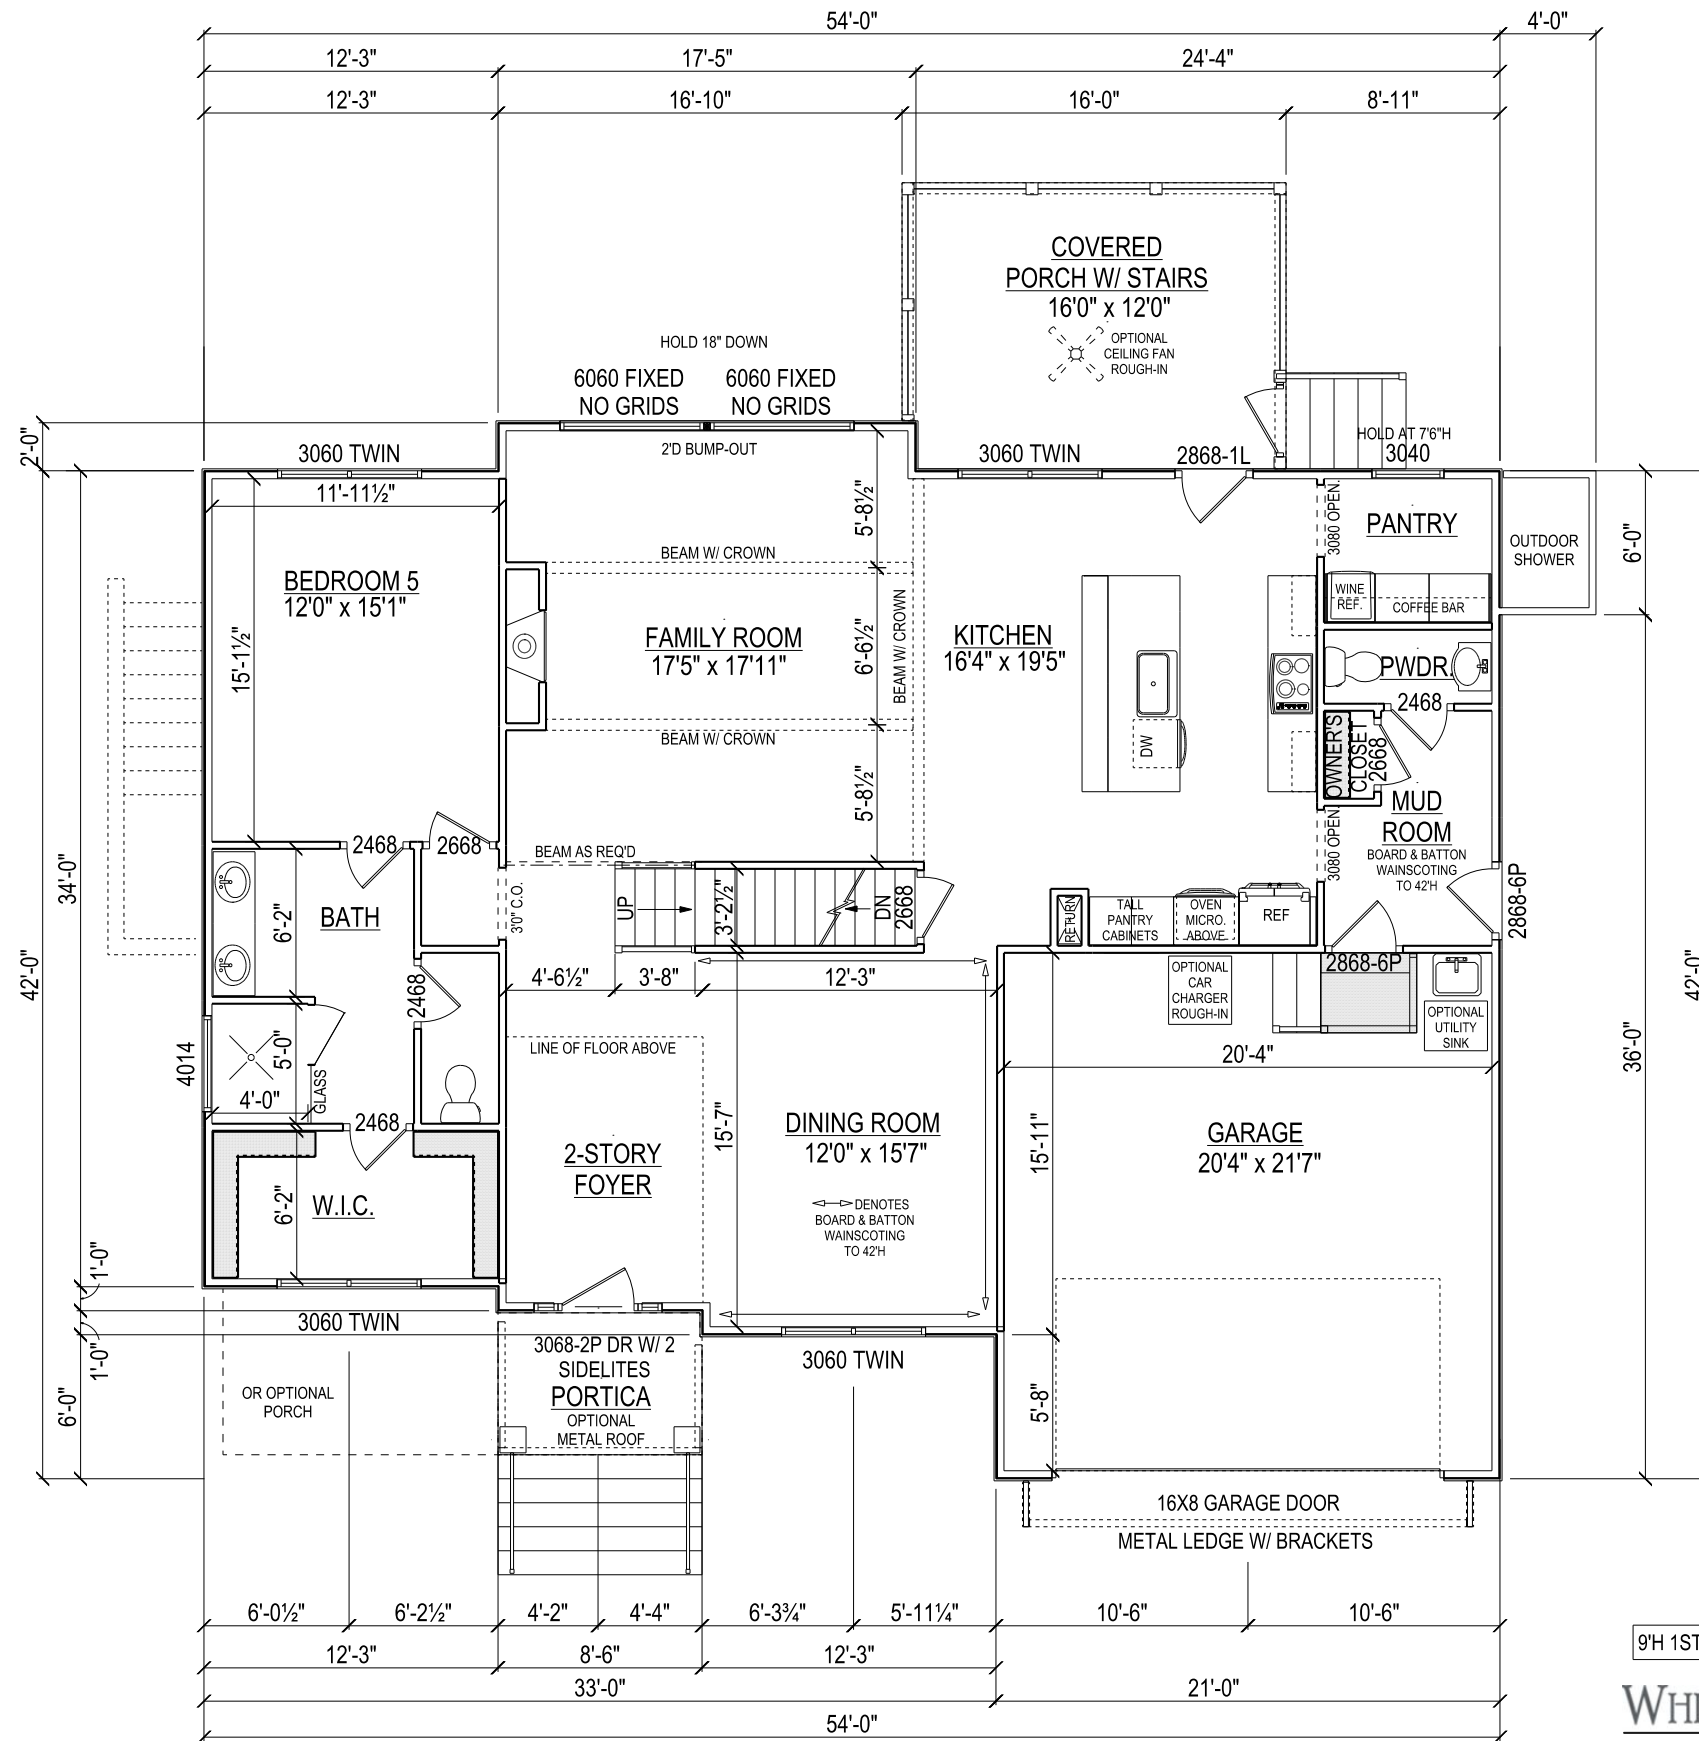 54'-0"
4'-0"
12'-3"
17'-5"
24'-4"
12'-3"
16'-10"
16'-0"
8'-11"
COVERED
PORCH W/ STAIRS
16'0" x 12'0"
OPTIONAL
CEILING FAN
ROUGH-IN
HOLD 18" DOWN
6060 FIXED
NO GRIDS
6060 FIXED
NO GRIDS
2'D BUMP-OUT
2'-0"
3060 TWIN
3060 TWIN
2868-1L
HOLD AT 7'6"H
3040
11'-11½"
BEDROOM 5
12'0" x 15'1"
15'-1½"
BEAM W/ CROWN
FAMILY ROOM
17'5" x 17'11"
BEAM W/ CROWN
BEAM W/ CROWN
5'-8½"
6'-6½"
5'-8½"
KITCHEN
16'4" x 19'5"
DW
3080 OPEN.
PANTRY
WINE
REF.
COFFEE BAR
OUTDOOR
SHOWER
6'-0"
PWDR.
2468
OWNER'S
CLOSET
2668
MUD
ROOM
BOARD & BATTON
WAINSCOTING
TO 42'H
3080 OPEN.
2868-6P
34'-0"
42'-0"
42'-0"
36'-0"
2468
2668
BEAM AS REQ'D
3'0" C.O.
UP
3'-2½"
DN
2668
RETURN
TALL
PANTRY
CABINETS
OVEN
MICRO.
ABOVE
REF
BATH
6'-2"
2468
4'-6½"
3'-8"
12'-3"
OPTIONAL
CAR
CHARGER
ROUGH-IN
2868-6P
OPTIONAL
UTILITY
SINK
20'-4"
4014
5'-0"
4'-0"
GLASS
2468
LINE OF FLOOR ABOVE
2-STORY
FOYER
15'-7"
DINING ROOM
12'0" x 15'7"
DENOTES
BOARD & BATTON
WAINSCOTING
TO 42'H
15'-11"
GARAGE
20'4" x 21'7"
W.I.C.
6'-2"
1'-0"
1'-0"
6'-0"
3060 TWIN
OR OPTIONAL
PORCH
3068-2P DR W/ 2
SIDELITES
PORTICA
OPTIONAL
METAL ROOF
3060 TWIN
5'-8"
16X8 GARAGE DOOR
METAL LEDGE W/ BRACKETS
6'-0½"
6'-2½"
4'-2"
4'-4"
6'-3¾"
5'-11¼"
10'-6"
10'-6"
12'-3"
8'-6"
12'-3"
33'-0"
21'-0"
54'-0"
9'H 1ST